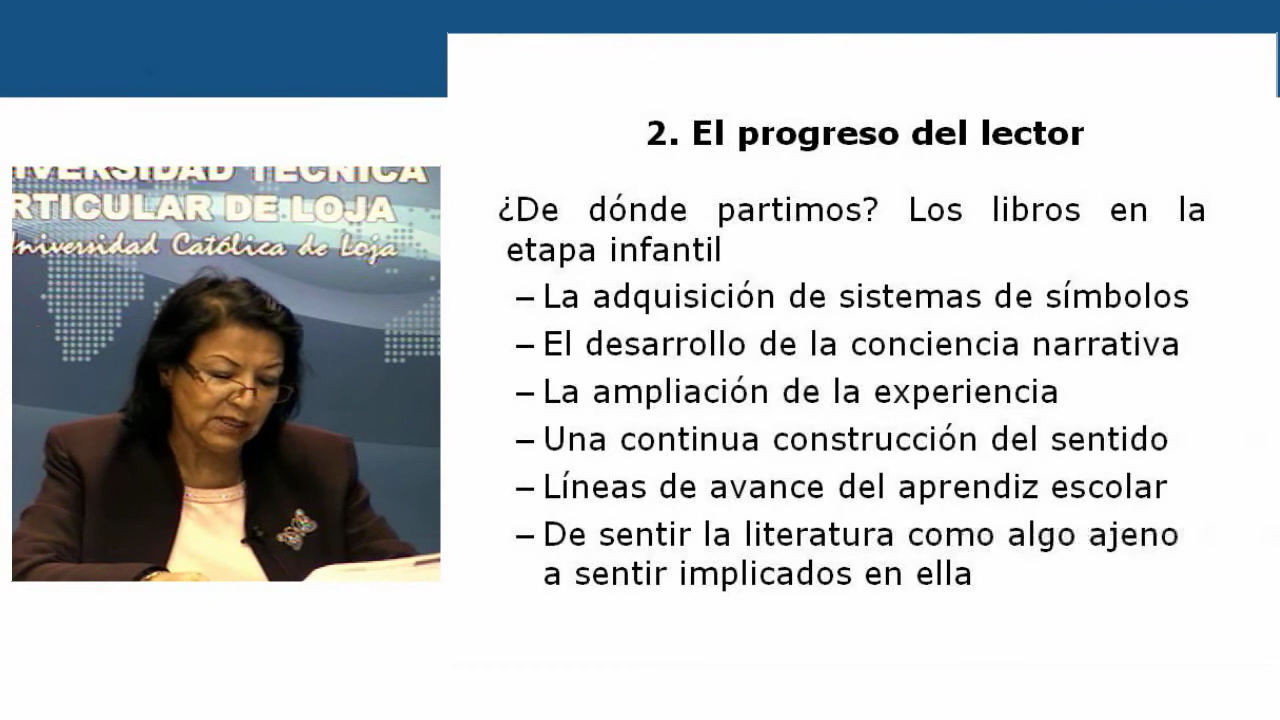 2. El progreso del lector
¿De dónde partimos? Los libros en la
etapa infantil
– La adquisición de sistemas de símbolos
– El desarrollo de la conciencia narrativa
– La ampliación de la experiencia
– Una continua construcción del sentido
– Líneas de avance del aprendiz escolar
– De sentir la literatura como algo ajeno
a sentir implicados en ella
IVERSIDAD TÉCNICA
RTICULAR DE LOJA
Universidad Católica de Loja